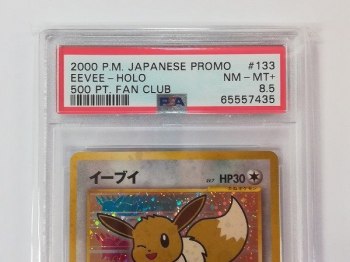 2000 P.M. JAPANESE PROMO #133
EEVEE-HOLO NM-MT+
500 PT. FAN CLUB 8.5
PSA 65557435
イーブイ HP30